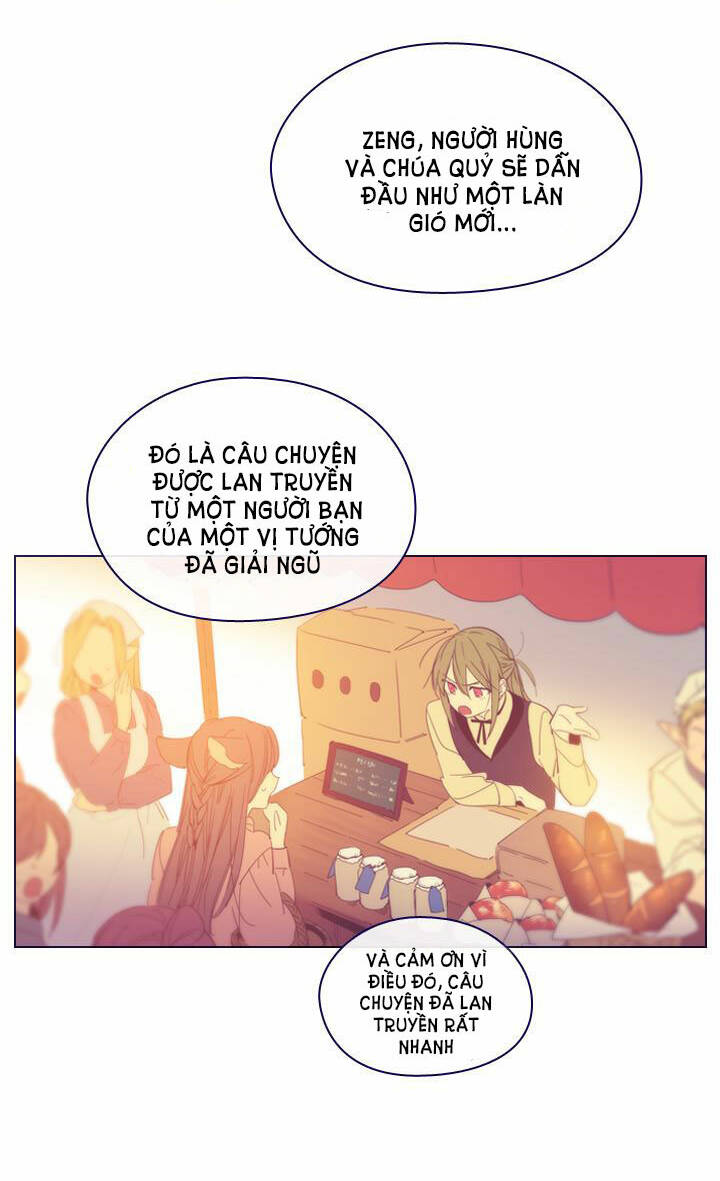 ZENG, NGƯỜI HÙNG
VÀ CHÚA QUỶ SẼ DẪN
ĐẦU NHƯ MỘT LÀN
GIÓ MỚI...
ĐÓ LÀ CÂU CHUYỆN
ĐƯỢC LAN TRUYỀN
TỪ MỘT NGƯỜI BẠN
CỦA MỘT VỊ TƯỚNG
ĐÃ GIẢI NGŨ
VÀ CẢM ƠN VÌ
ĐIỀU ĐÓ, CÂU
CHUYỆN ĐÃ LAN
TRUYỀN RẤT
NHANH